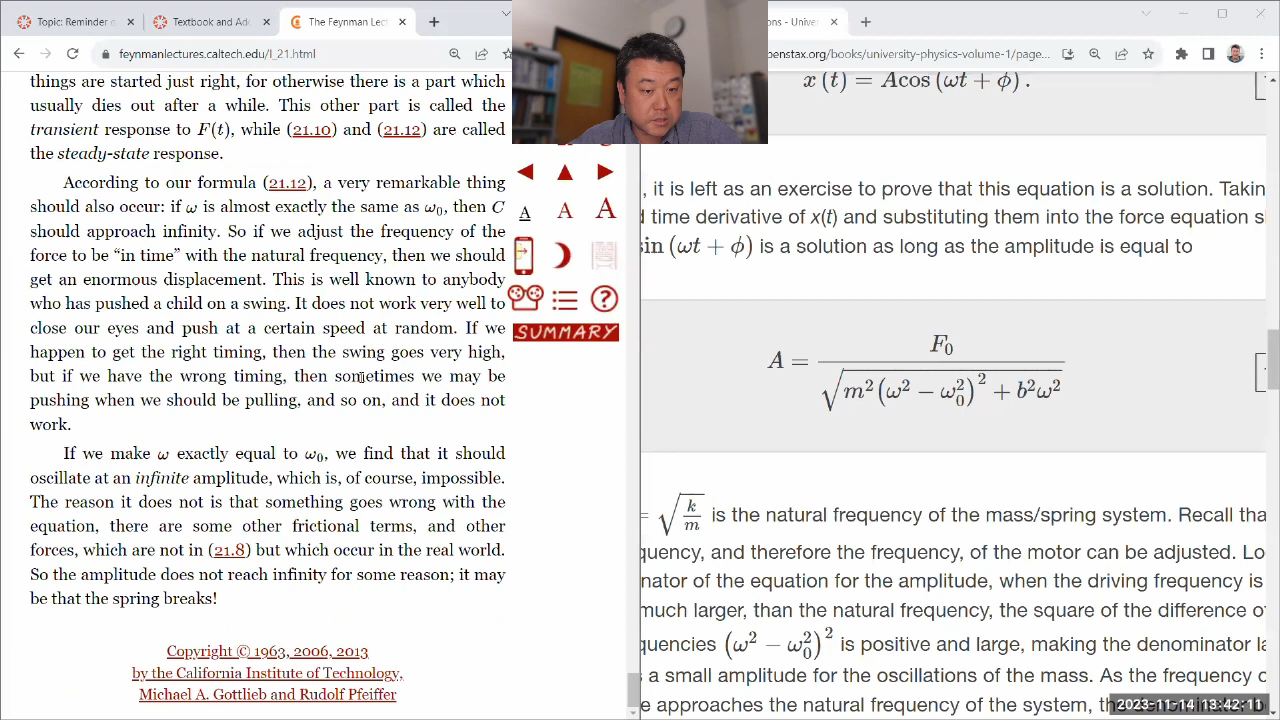 Topic: Reminder o
Textbook and Ad
The Feynman Lect
ons - Univer
feynmanlectures.caltech.edu/I_21.html
penstax.org/books/university-physics-volume-1/page...
things are started just right, for otherwise there is a part which
usually dies out after a while. This other part is called the
transient response to F(t), while (21.10) and (21.12) are called
the steady-state response.
According to our formula (21.12), a very remarkable thing
should also occur: if ω is almost exactly the same as ω₀, then C
should approach infinity. So if we adjust the frequency of the
force to be “in time” with the natural frequency, then we should
get an enormous displacement. This is well known to anybody
who has pushed a child on a swing. It does not work very well to
close our eyes and push at a certain speed at random. If we
happen to get the right timing, then the swing goes very high,
but if we have the wrong timing, then sometimes we may be
pushing when we should be pulling, and so on, and it does not
work.
If we make ω exactly equal to ω₀, we find that it should
oscillate at an infinite amplitude, which is, of course, impossible.
The reason it does not is that something goes wrong with the
equation, there are some other frictional terms, and other
forces, which are not in (21.8) but which occur in the real world.
So the amplitude does not reach infinity for some reason; it may
be that the spring breaks!
Copyright © 1963, 2006, 2013
by the California Institute of Technology,
Michael A. Gottlieb and Rudolf Pfeiffer
A A A
SUMMARY
x (t) = Acos (ωt + ϕ) .
, it is left as an exercise to prove that this equation is a solution. Takin
d time derivative of x(t) and substituting them into the force equation s
sin (ωt + ϕ) is a solution as long as the amplitude is equal to
A = F₀ / √(m² (ω² − ω₀²)² + b²ω²)
= √(k/m) is the natural frequency of the mass/spring system. Recall tha
quency, and therefore the frequency, of the motor can be adjusted. Lo
nator of the equation for the amplitude, when the driving frequency is
much larger, than the natural frequency, the square of the difference o
quencies (ω² − ω₀²)² is positive and large, making the denominator la
a small amplitude for the oscillations of the mass. As the frequency o
e approaches the natural frequency of the system, the
2023-11-14 13:42:11